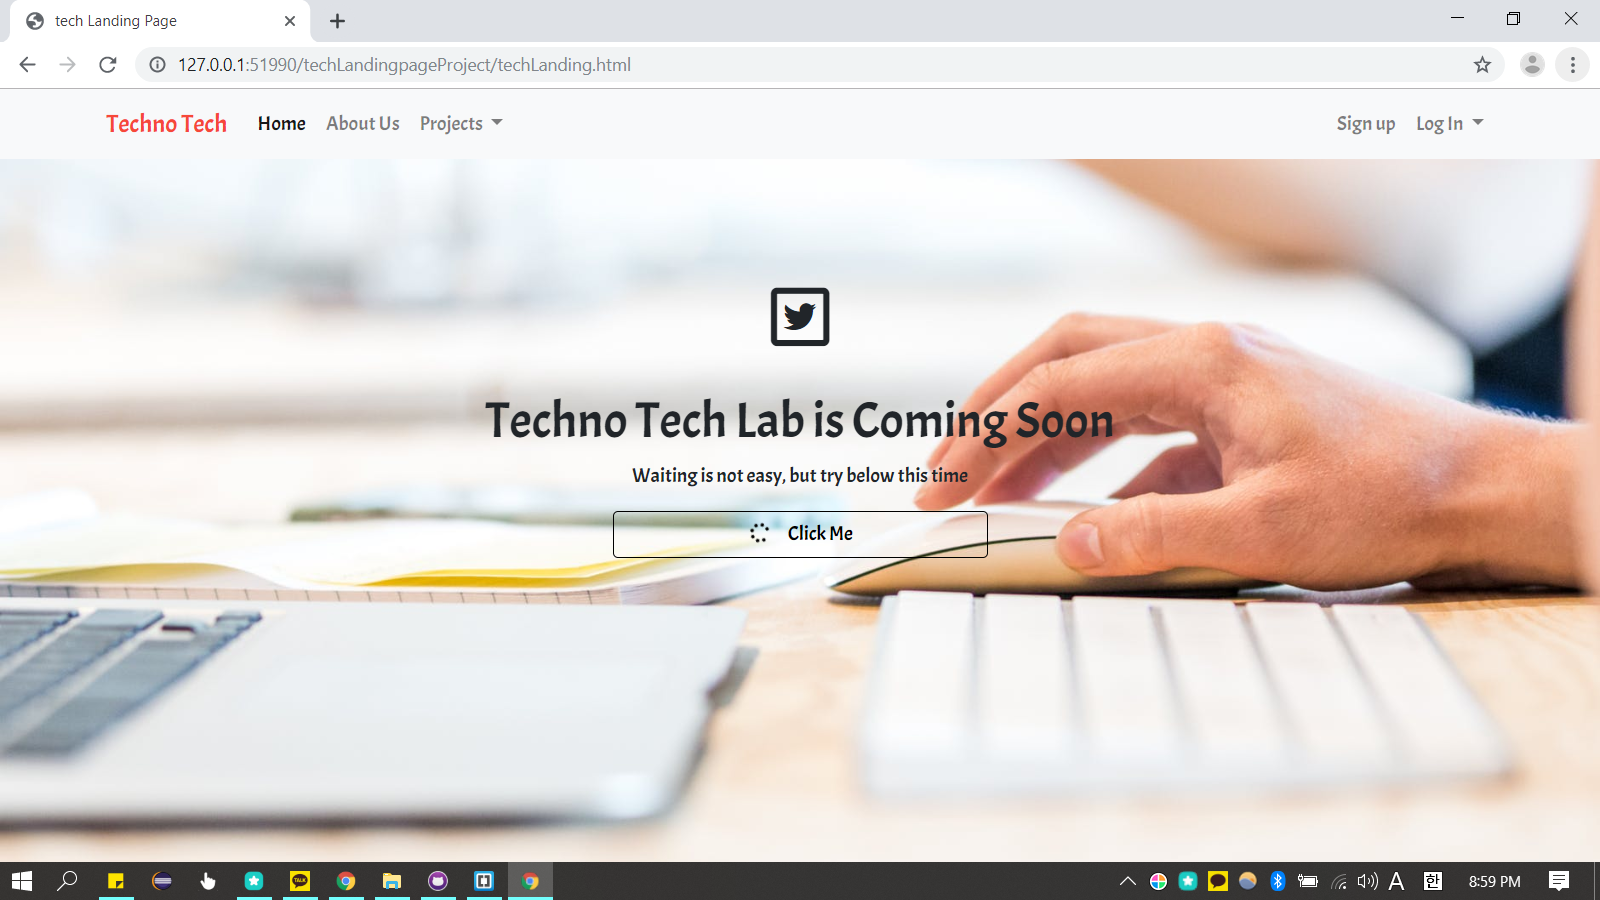 tech Landing Page
127.0.0.1:51990/techLandingpageProject/techLanding.html
Techno Tech Home About Us Projects Sign up Log In
Techno Tech Lab is Coming Soon
Waiting is not easy, but try below this time
Click Me
TALK A 한 8:59 PM